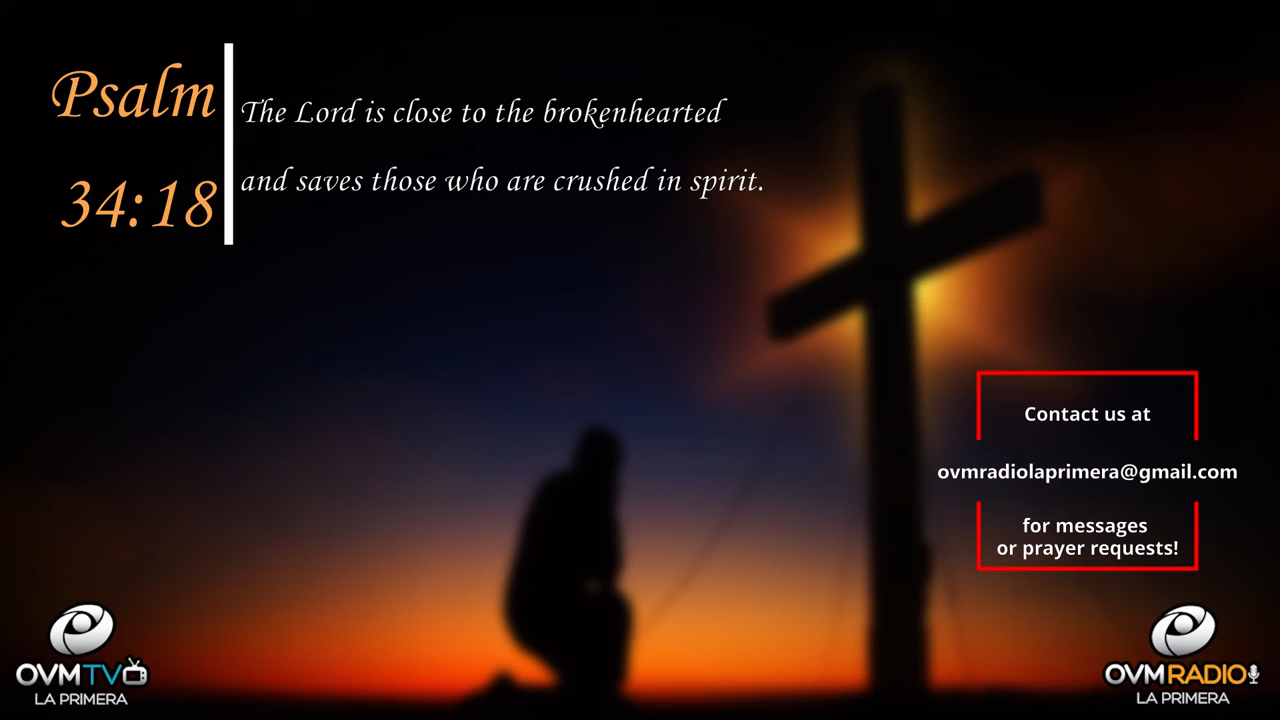 Psalm
34:18
The Lord is close to the brokenhearted
and saves those who are crushed in spirit.
Contact us at
ovmradiolaprimera@gmail.com
for messages
or prayer requests!
OVMTV
LA PRIMERA
OVMRADIO
LA PRIMERA